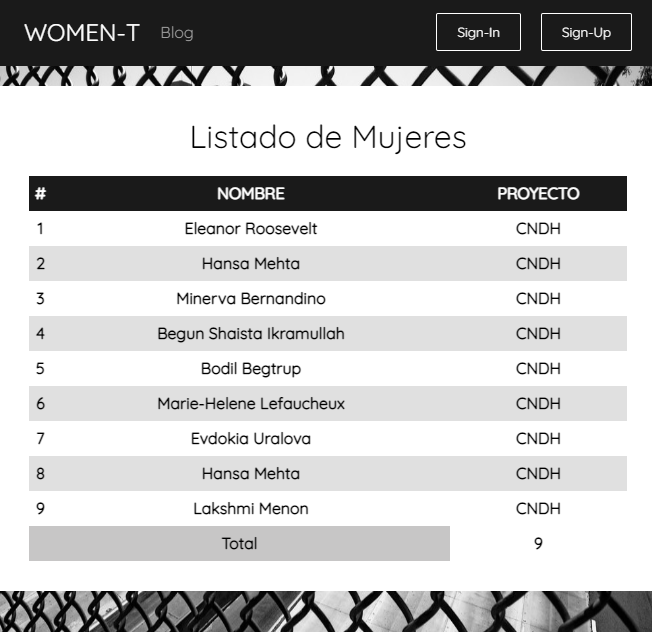 WOMEN-T Blog Sign-In Sign-Up
Listado de Mujeres
# NOMBRE PROYECTO
1 Eleanor Roosevelt CNDH
2 Hansa Mehta CNDH
3 Minerva Bernandino CNDH
4 Begun Shaista Ikramullah CNDH
5 Bodil Begtrup CNDH
6 Marie-Helene Lefaucheux CNDH
7 Evdokia Uralova CNDH
8 Hansa Mehta CNDH
9 Lakshmi Menon CNDH
Total 9